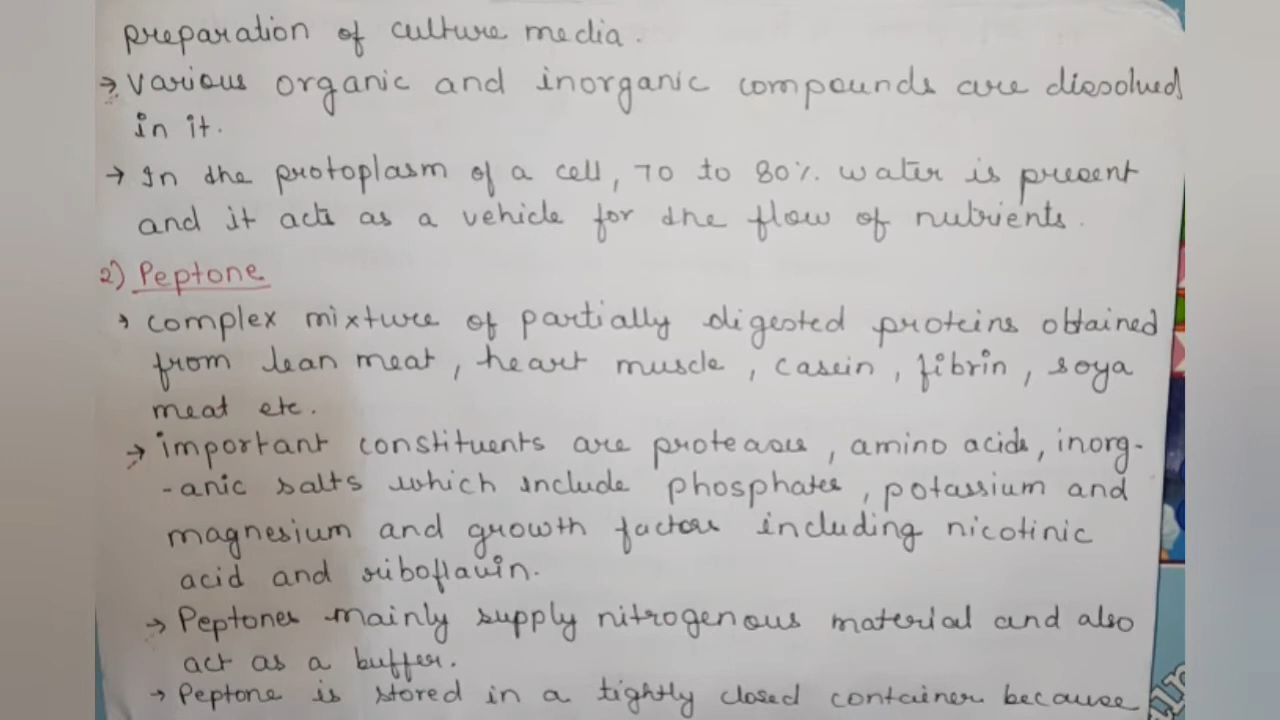 preparation of culture media.
→ various organic and inorganic compounds are dissolved
in it.
→ In the protoplasm of a cell, 70 to 80% water is present
and it acts as a vehicle for the flow of nutrients.
2) Peptone
→ complex mixture of partially digested proteins obtained
from lean meat, heart muscle, casein, fibrin, soya
meat etc.
→ important constituents are proteases, amino acids, inorg-
-anic salts which include phosphates, potassium and
magnesium and growth factors including nicotinic
acid and riboflavin.
→ Peptones mainly supply nitrogenous material and also
act as a buffer.
→ Peptone is stored in a tightly closed container because